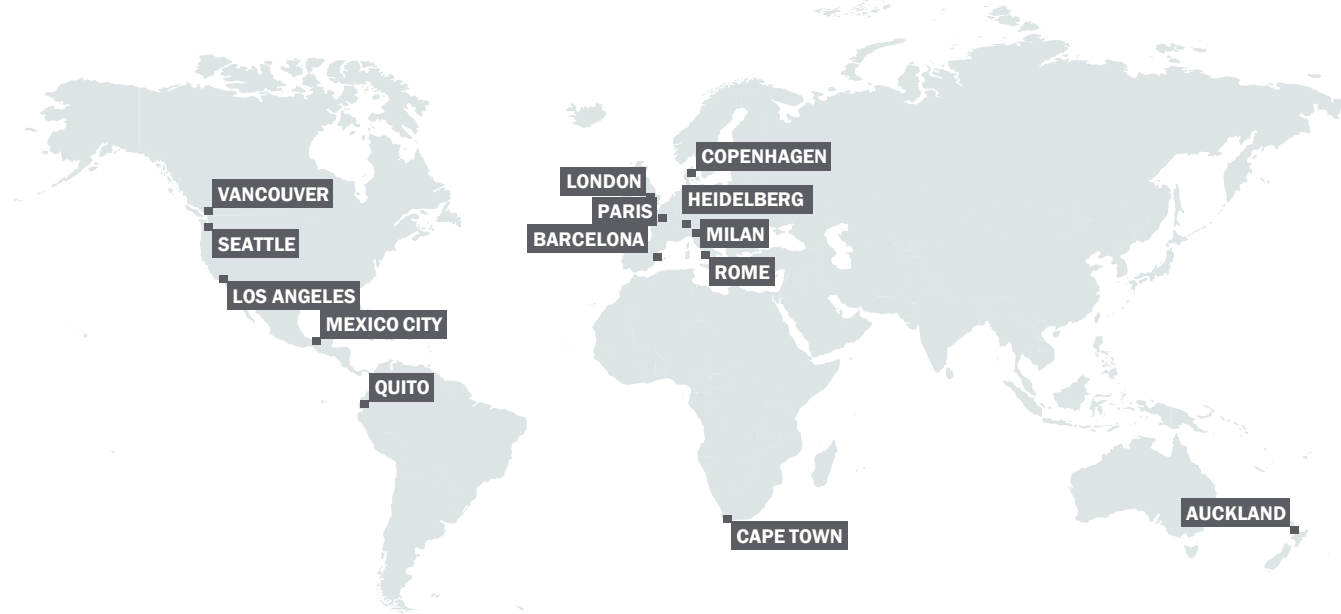 COPENHAGEN
LONDON
VANCOUVER
HEIDELBERG
PARIS
MILAN
BARCELONA
SEATTLE
ROME
LOS ANGELES
MEXICO CITY
QUITO
AUCKLAND
CAPE TOWN